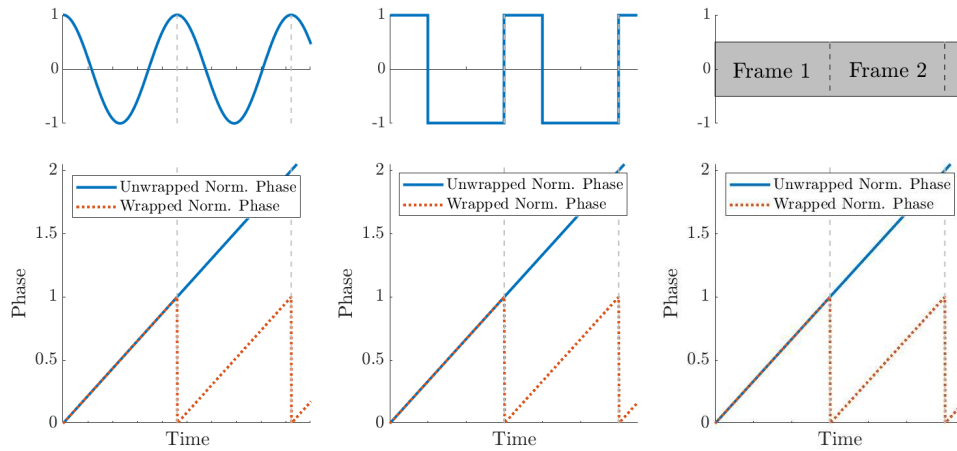 1
0
-1
1
0
-1
1
0
-1
Frame 1
Frame 2
2
1.5
1
0.5
0
Phase
Time
Unwrapped Norm. Phase
Wrapped Norm. Phase
2
1.5
1
0.5
0
Phase
Time
Unwrapped Norm. Phase
Wrapped Norm. Phase
2
1.5
1
0.5
0
Phase
Time
Unwrapped Norm. Phase
Wrapped Norm. Phase